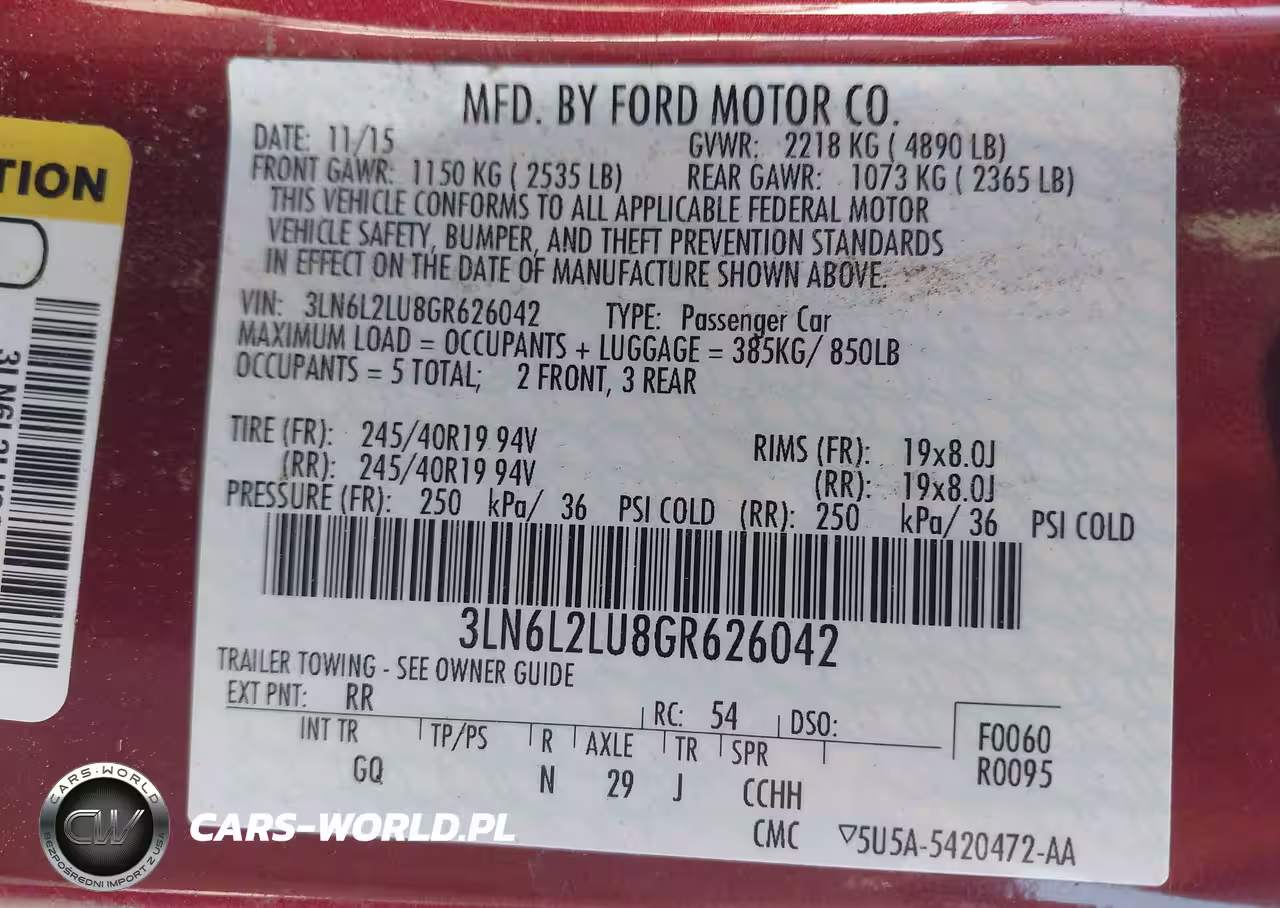 MFD. BY FORD MOTOR CO.
DATE: 11/15 GVWR: 2218 KG ( 4890 LB)
FRONT GAWR: 1150 KG ( 2535 LB) REAR GAWR: 1073 KG ( 2365 LB)
THIS VEHICLE CONFORMS TO ALL APPLICABLE FEDERAL MOTOR
VEHICLE SAFETY, BUMPER, AND THEFT PREVENTION STANDARDS
IN EFFECT ON THE DATE OF MANUFACTURE SHOWN ABOVE.
VIN: 3LN6L2LU8GR626042 TYPE: Passenger Car
MAXIMUM LOAD = OCCUPANTS + LUGGAGE = 385KG/ 850LB
OCCUPANTS = 5 TOTAL; 2 FRONT, 3 REAR
TIRE (FR): 245/40R19 94V RIMS (FR): 19x8.0J
(RR): 245/40R19 94V (RR): 19x8.0J
PRESSURE (FR): 250 kPa/ 36 PSI COLD (RR): 250 kPa/ 36 PSI COLD
3LN6L2LU8GR626042
TRAILER TOWING - SEE OWNER GUIDE
EXT PNT: RR RC: 54 DSO:
INT TR TP/PS R AXLE TR SPR
GQ N 29 J CCHH
F0060
R0095
CMC ▽5U5A-5420472-AA
TION
CARS-WORLD
CW
BEZPOŚREDNI IMPORT Z USA
CARS-WORLD.PL